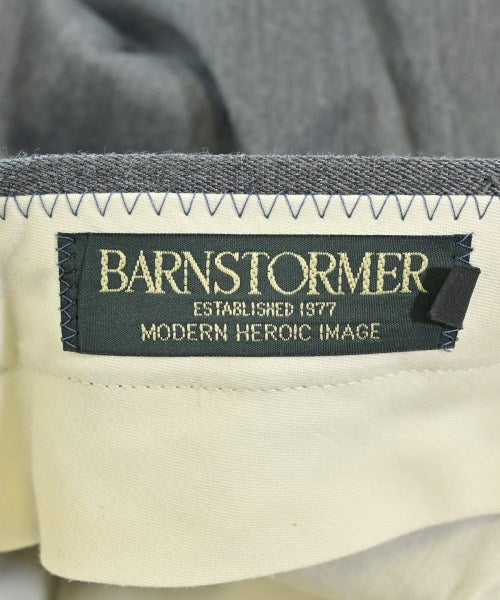 BARNSTORMER
ESTABLISHED 1977
MODERN HEROIC IMAGE